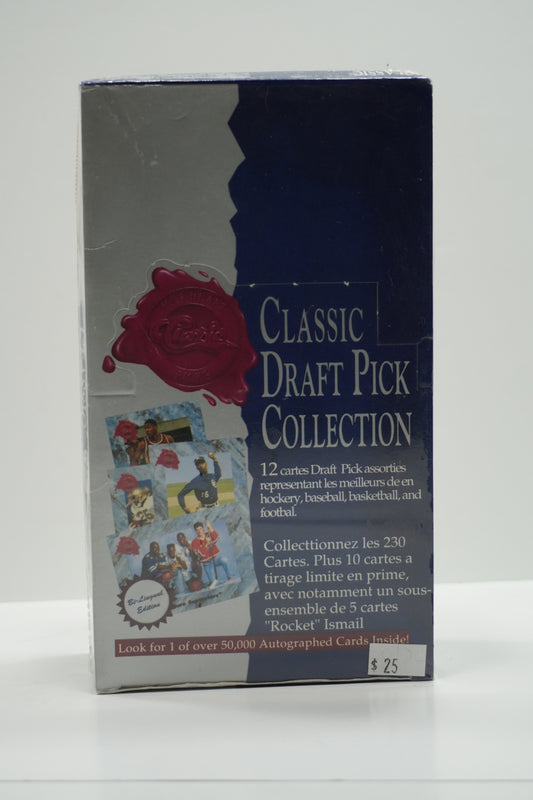 Classic
CLASSIC
DRAFT PICK
COLLECTION
12 cartes Draft Pick assorties
representant les meilleurs de en
hockery, baseball, basketball, and
footbal.
Collecttionnez les 230
Cartes. Plus 10 cartes a
tirage limite en prime,
avec notamment un sous-
ensemble de 5 cartes
"Rocket" Ismail
Bi-Lingual
Edition
Look for 1 of over 50,000 Autographed Cards Inside!
$ 25